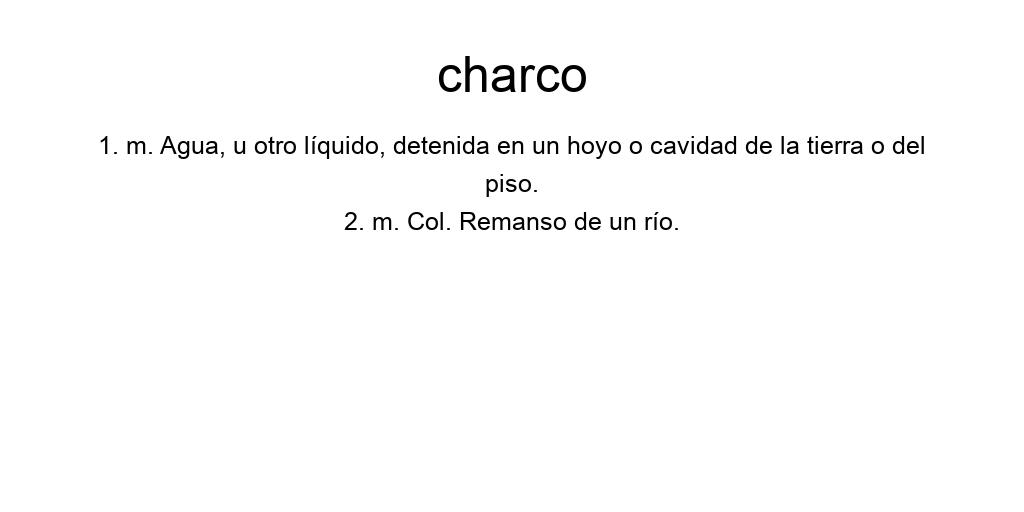 charco
1. m. Agua, u otro líquido, detenida en un hoyo o cavidad de la tierra o del
piso.
2. m. Col. Remanso de un río.